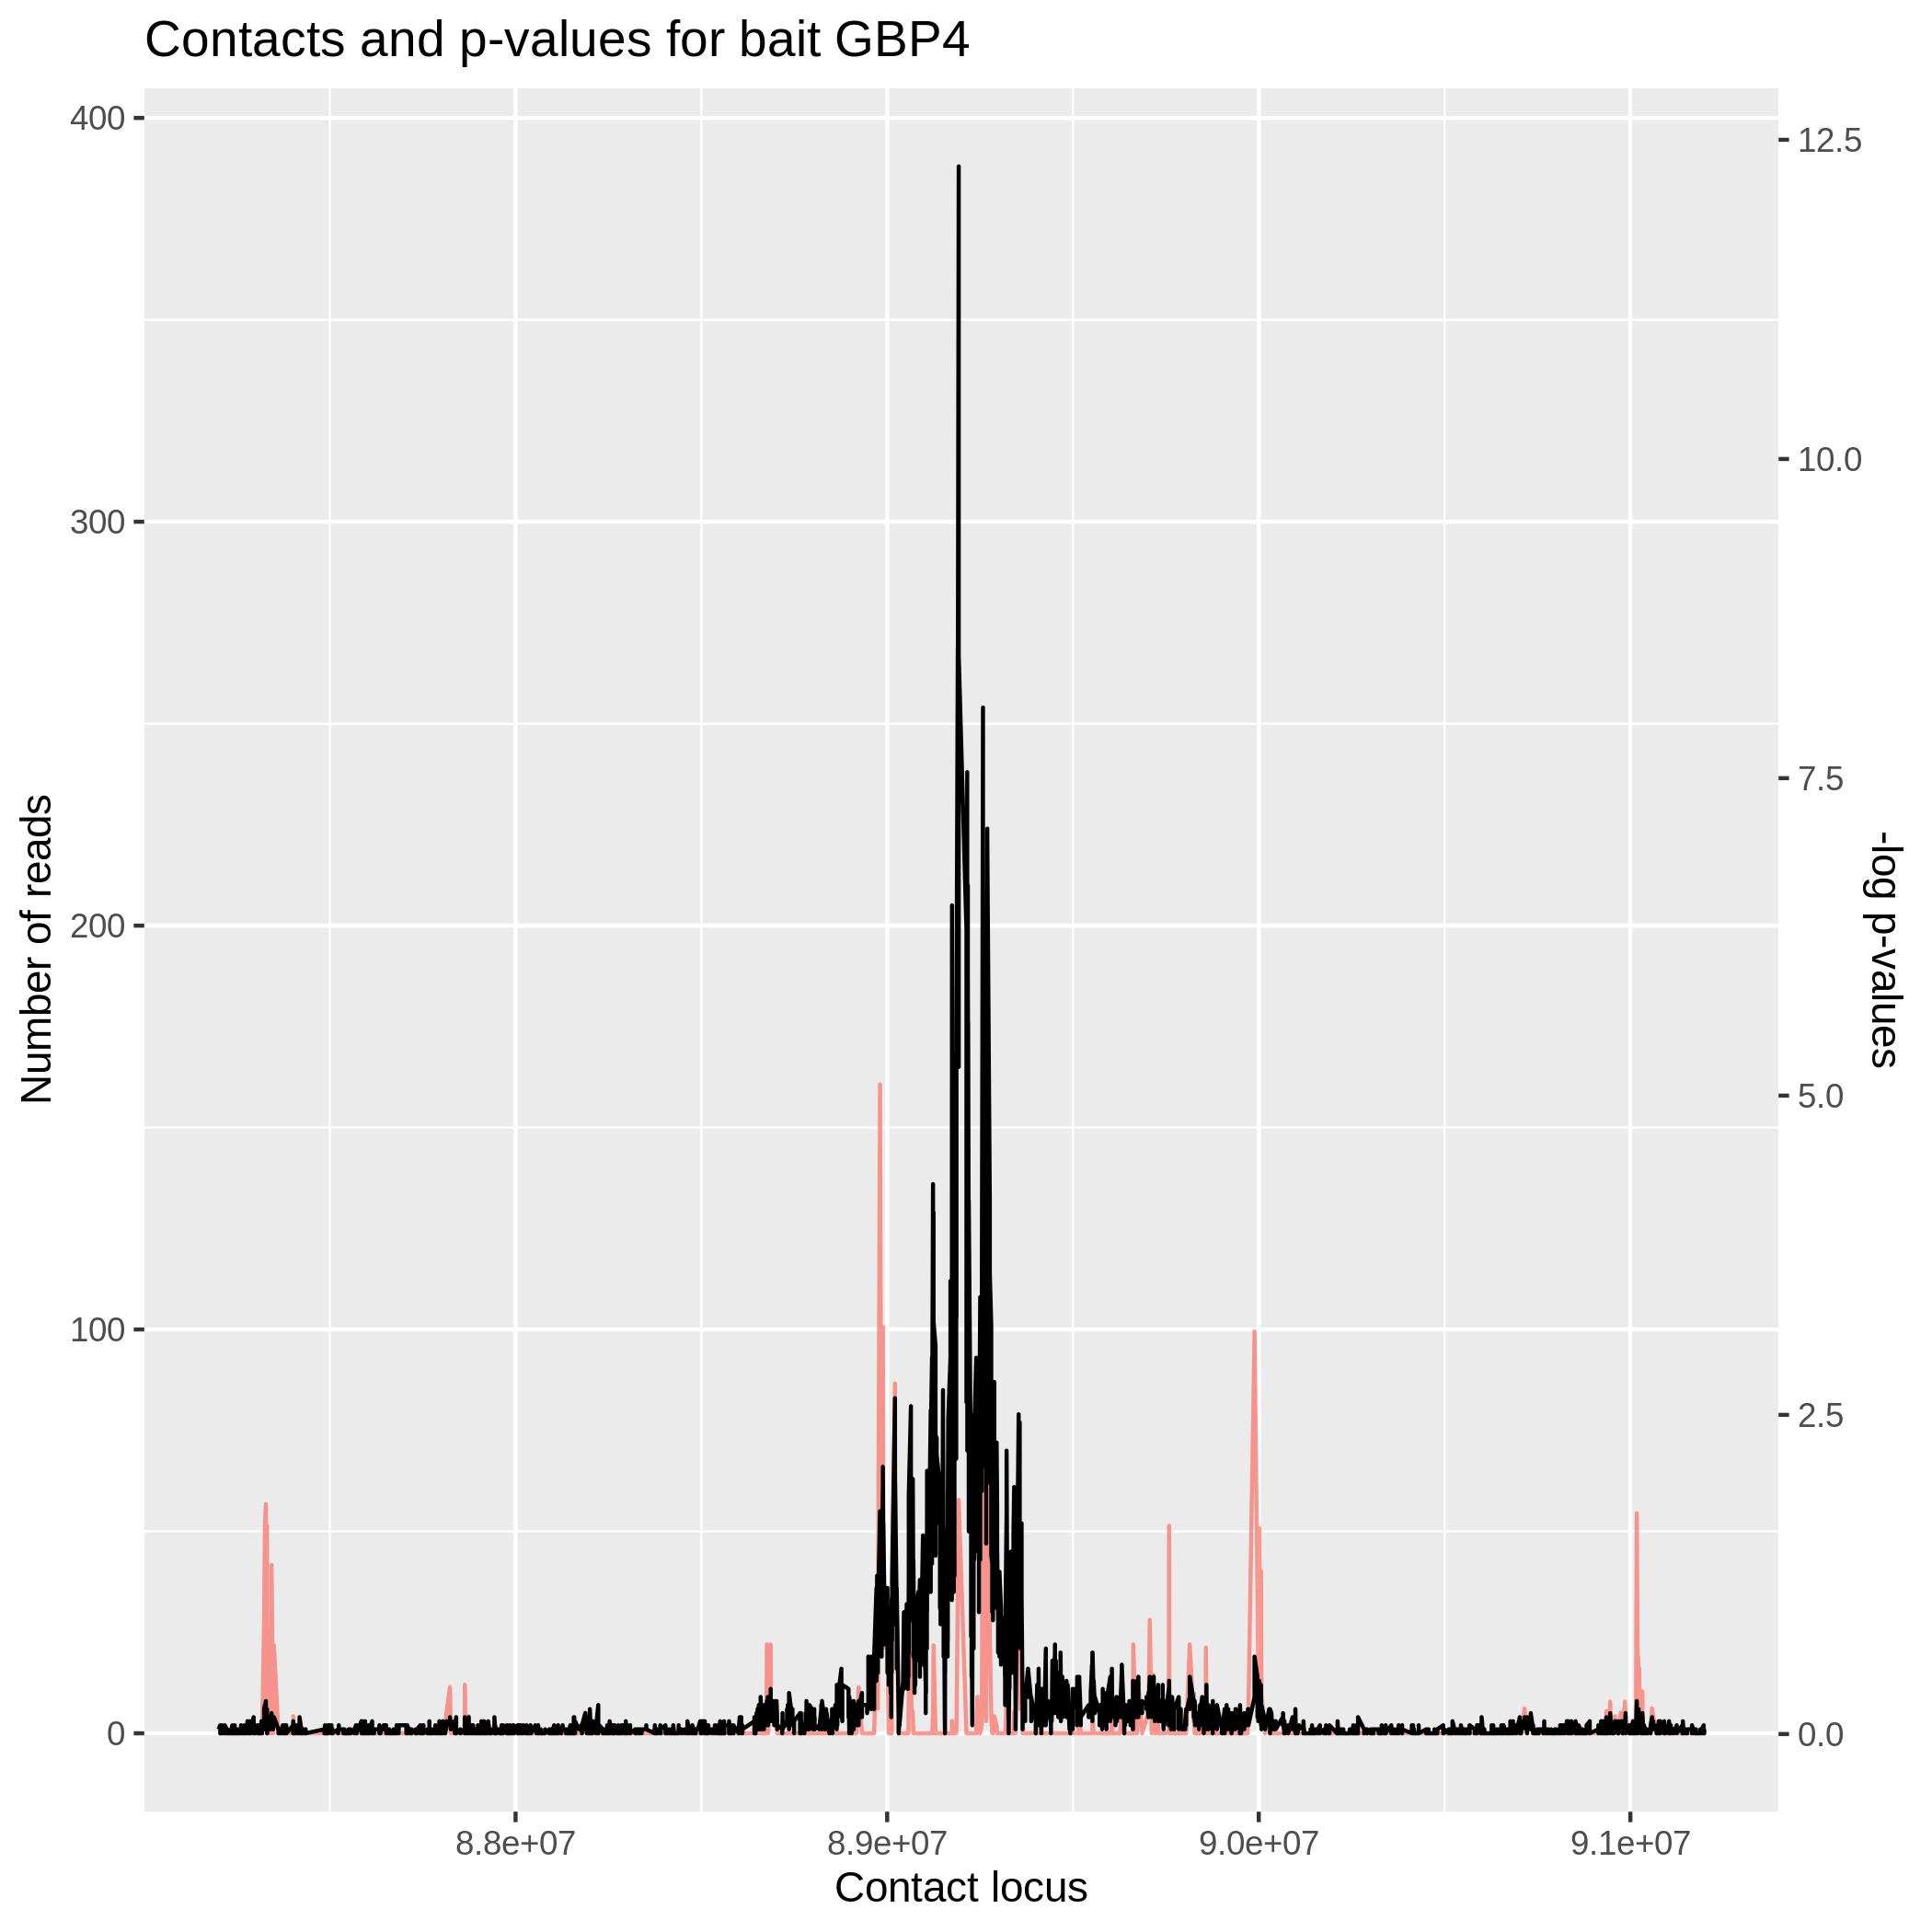 Contacts and p-values for bait GBP4
400
300
200
100
0
Number of reads
12.5
10.0
7.5
5.0
2.5
0.0
-log p-values
8.8e+07
8.9e+07
9.0e+07
9.1e+07
Contact locus